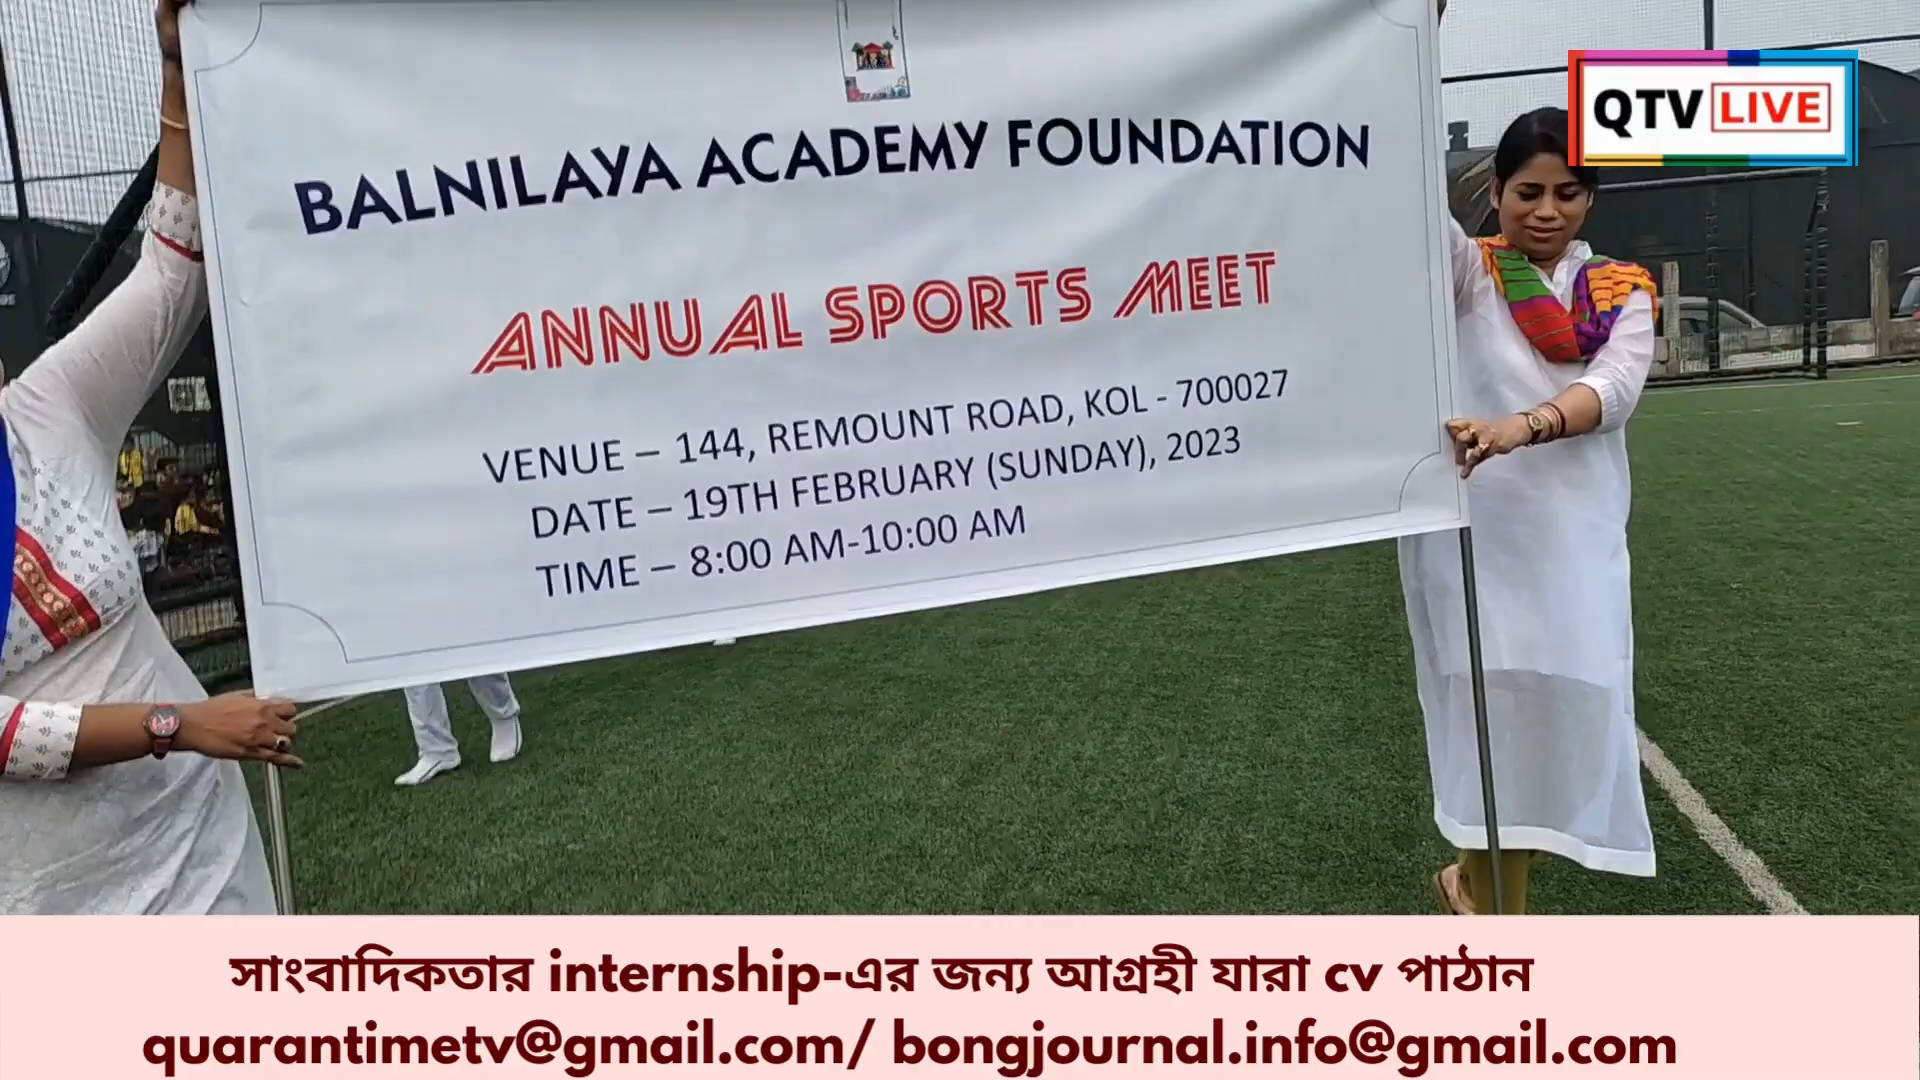 QTV LIVE
BALNILAYA ACADEMY FOUNDATION
ANNUAL SPORTS MEET
VENUE – 144, REMOUNT ROAD, KOL - 700027
DATE – 19TH FEBRUARY (SUNDAY), 2023
TIME – 8:00 AM-10:00 AM
সাংবাদিকতার internship-এর জন্য আগ্রহী যারা cv পাঠান
quarantimetv@gmail.com/ bongjournal.info@gmail.com